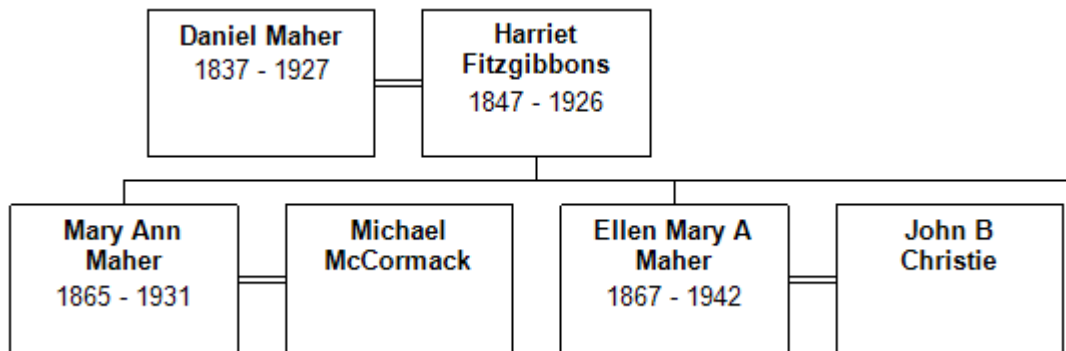 Daniel Maher
1837 - 1927
Harriet
Fitzgibbons
1847 - 1926
Mary Ann
Maher
1865 - 1931
Michael
McCormack
Ellen Mary A
Maher
1867 - 1942
John B
Christie